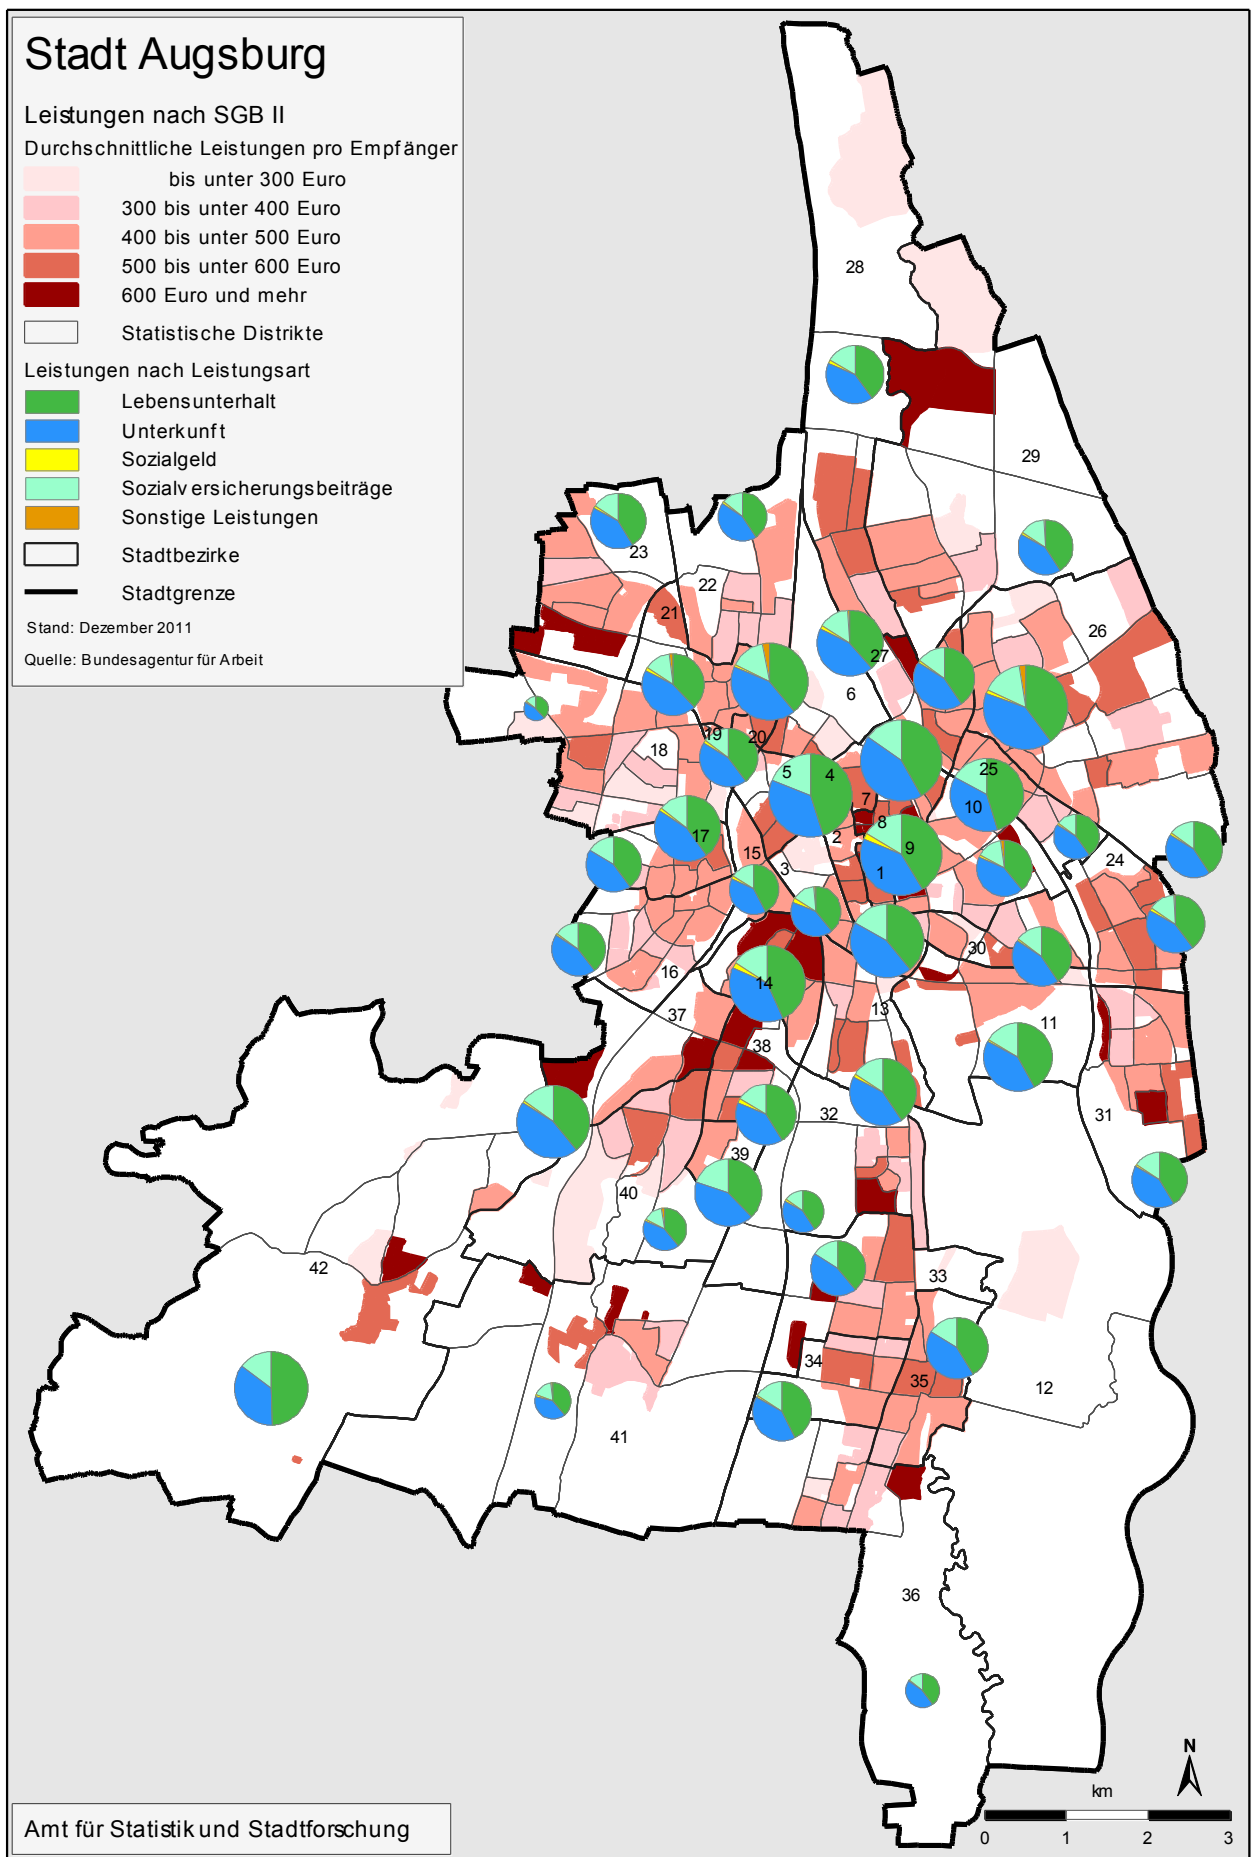 Stadt Augsburg
Leistungen nach SGB II
Durchschnittliche Leistungen pro Empfänger
bis unter 300 Euro
300 bis unter 400 Euro
400 bis unter 500 Euro
500 bis unter 600 Euro
600 Euro und mehr
Statistische Distrikte
Leistungen nach Leistungsart
Lebensunterhalt
Unterkunft
Sozialgeld
Sozialversicherungsbeiträge
Sonstige Leistungen
Stadtbezirke
Stadtgrenze
Stand: Dezember 2011
Quelle: Bundesagentur für Arbeit
28
29
23
22
21
26
27
6
19
20
18
5
4
25
7
10
8
17
2
9
15
3
1
24
30
16
14
13
37
11
38
32
31
39
40
42
33
34
35
12
41
36
N
km
0 1 2 3
Amt für Statistik und Stadtforschung